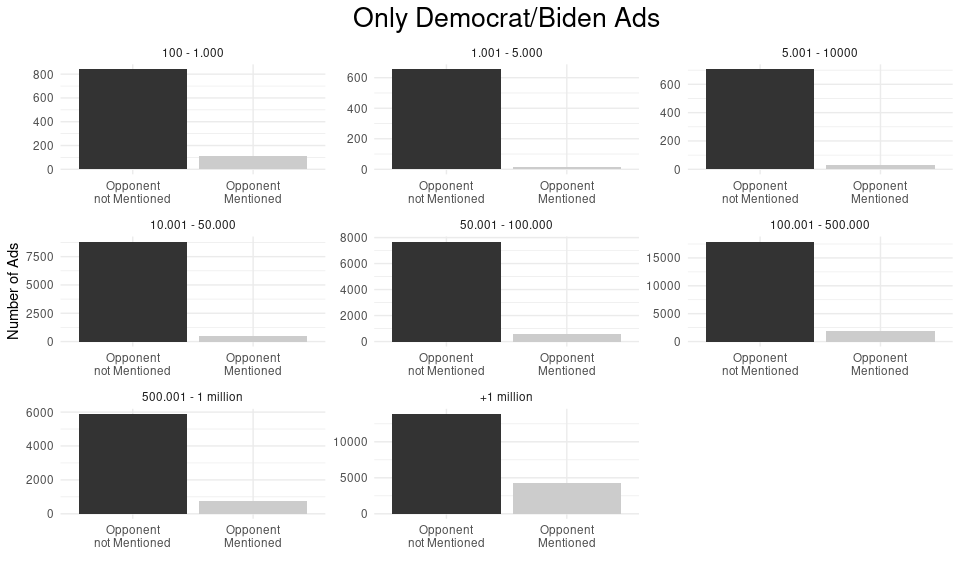 Only Democrat/Biden Ads
Number of Ads
100 - 1.000
800
600
400
200
0
Opponent
not Mentioned
Opponent
Mentioned
1.001 - 5.000
600
400
200
0
Opponent
not Mentioned
Opponent
Mentioned
5.001 - 10000
600
400
200
0
Opponent
not Mentioned
Opponent
Mentioned
10.001 - 50.000
7500
5000
2500
0
Opponent
not Mentioned
Opponent
Mentioned
50.001 - 100.000
8000
6000
4000
2000
0
Opponent
not Mentioned
Opponent
Mentioned
100.001 - 500.000
15000
10000
5000
0
Opponent
not Mentioned
Opponent
Mentioned
500.001 - 1 million
6000
4000
2000
0
Opponent
not Mentioned
Opponent
Mentioned
+1 million
10000
5000
0
Opponent
not Mentioned
Opponent
Mentioned